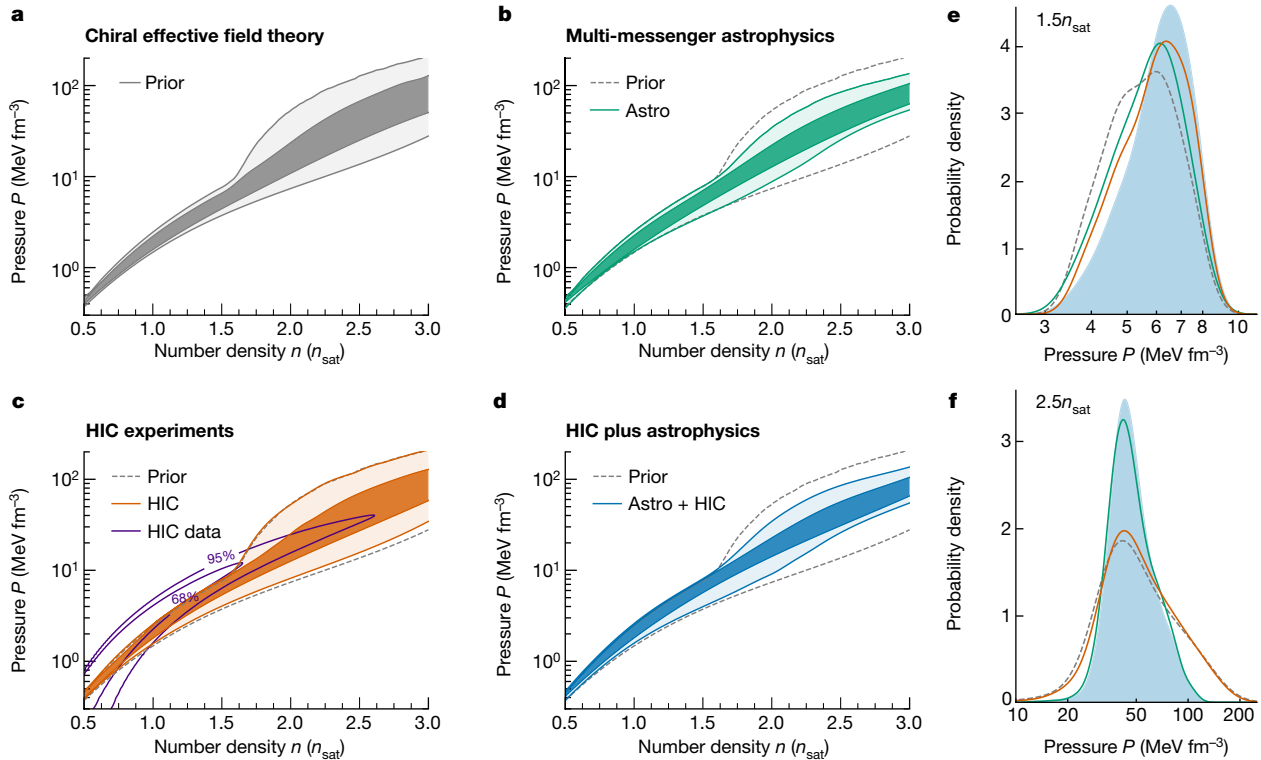 a
Chiral effective field theory
Prior
Pressure P (MeV fm⁻³)
10²
10¹
10⁰
0.5 1.0 1.5 2.0 2.5 3.0
Number density n (n_sat)
b
Multi-messenger astrophysics
Prior
Astro
Pressure P (MeV fm⁻³)
10²
10¹
10⁰
0.5 1.0 1.5 2.0 2.5 3.0
Number density n (n_sat)
c
HIC experiments
Prior
HIC
HIC data
95%
68%
Pressure P (MeV fm⁻³)
10²
10¹
10⁰
0.5 1.0 1.5 2.0 2.5 3.0
Number density n (n_sat)
d
HIC plus astrophysics
Prior
Astro + HIC
Pressure P (MeV fm⁻³)
10²
10¹
10⁰
0.5 1.0 1.5 2.0 2.5 3.0
Number density n (n_sat)
e
1.5n_sat
Probability density
4
3
2
1
0
3 4 5 6 7 8 10
Pressure P (MeV fm⁻³)
f
2.5n_sat
Probability density
3
2
1
0
10 20 50 100 200
Pressure P (MeV fm⁻³)